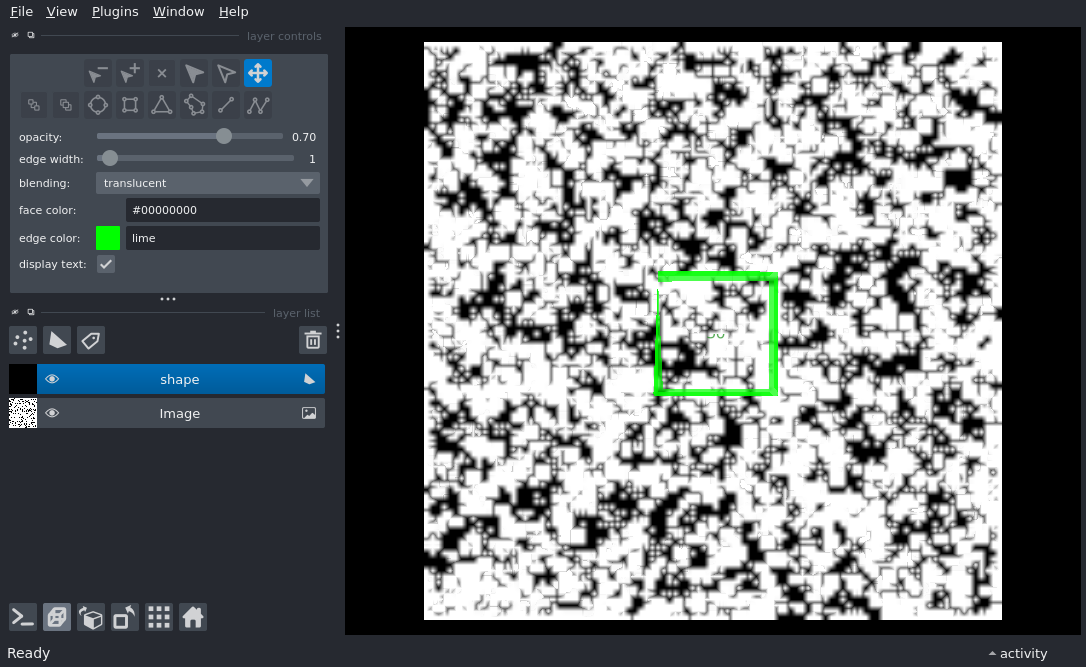 File View Plugins Window Help
layer controls
opacity: 0.70
edge width: 1
blending: translucent
face color: #00000000
edge color: lime
display text:
layer list
shape
Image
Ready
activity